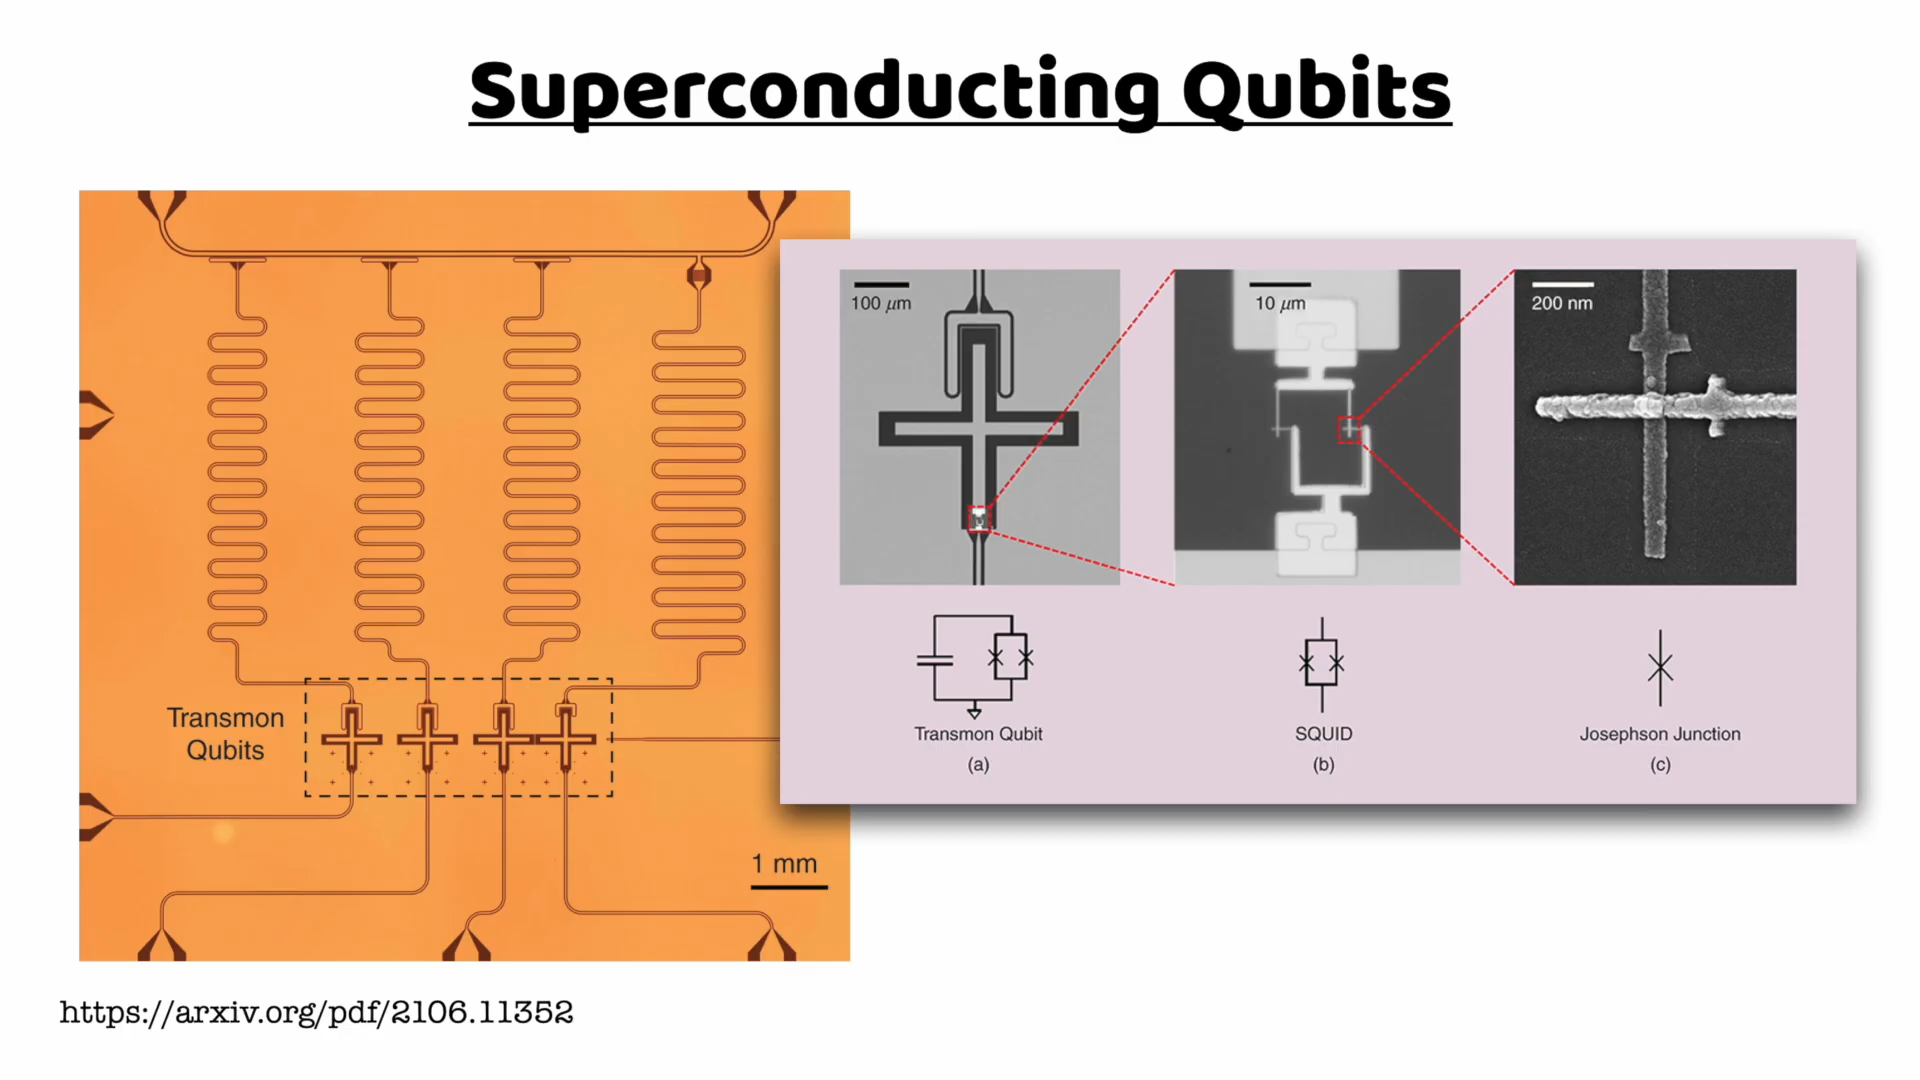 Superconducting Qubits
Transmon
Qubits
1 mm
100 μm
10 μm
200 nm
Transmon Qubit
SQUID
Josephson Junction
(a)
(b)
(c)
https://arxiv.org/pdf/2106.11352